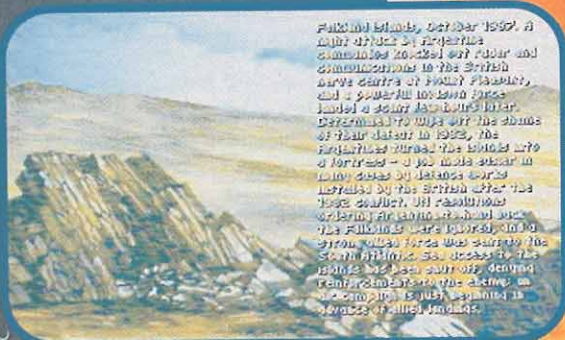 Falkland Islands, October 1997. A
night attack by Argentine
commandos knocked out radar and
communications in the British
nerve centre at Mount Pleasant,
and a powerful invasion force
landed a scant few hours later.
Determined to wipe out the shame
of their defeat in 1982, the
Argentines turned the islands into
a fortress - a job made easier in
many cases by defence works
installed by the British after the
1982 conflict. UN resolutions
ordering Argentina to hand back
the Falklands were ignored, and a
strong allied force was sent to the
South Atlantic. Sea access to the
islands has been shut off, denying
reinforcements to the enemy; an
air campaign is just beginning in
advance of allied landings.